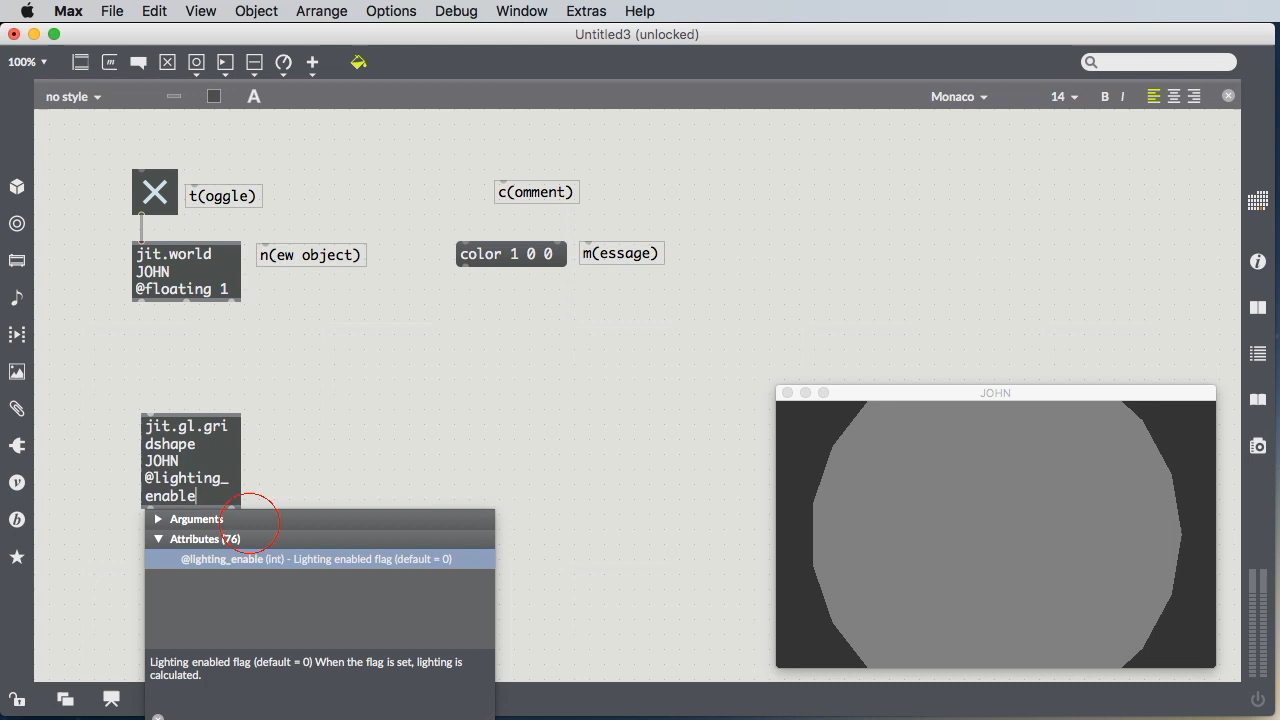 Max File Edit View Object Arrange Options Debug Window Extras Help
Untitled3 (unlocked)
100%
no style A Monaco 14 B I
t(oggle)
c(omment)
jit.world
JOHN
@floating 1
n(ew object)
color 1 0 0
m(essage)
JOHN
jit.gl.gri
dshape
JOHN
@lighting_
enable
Arguments
Attributes (76)
@lighting_enable (int) - Lighting enabled flag (default = 0)
Lighting enabled flag (default = 0) When the flag is set, lighting is
calculated.